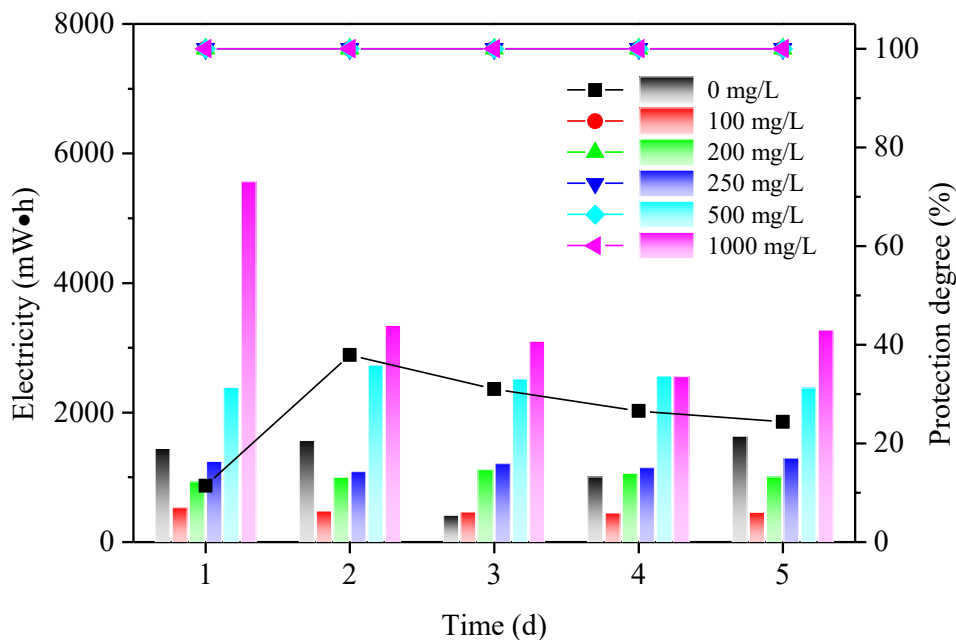 8000
6000
4000
2000
0
Electricity (mW•h)
100
80
60
40
20
0
Protection degree (%)
0 mg/L
100 mg/L
200 mg/L
250 mg/L
500 mg/L
1000 mg/L
1 2 3 4 5
Time (d)